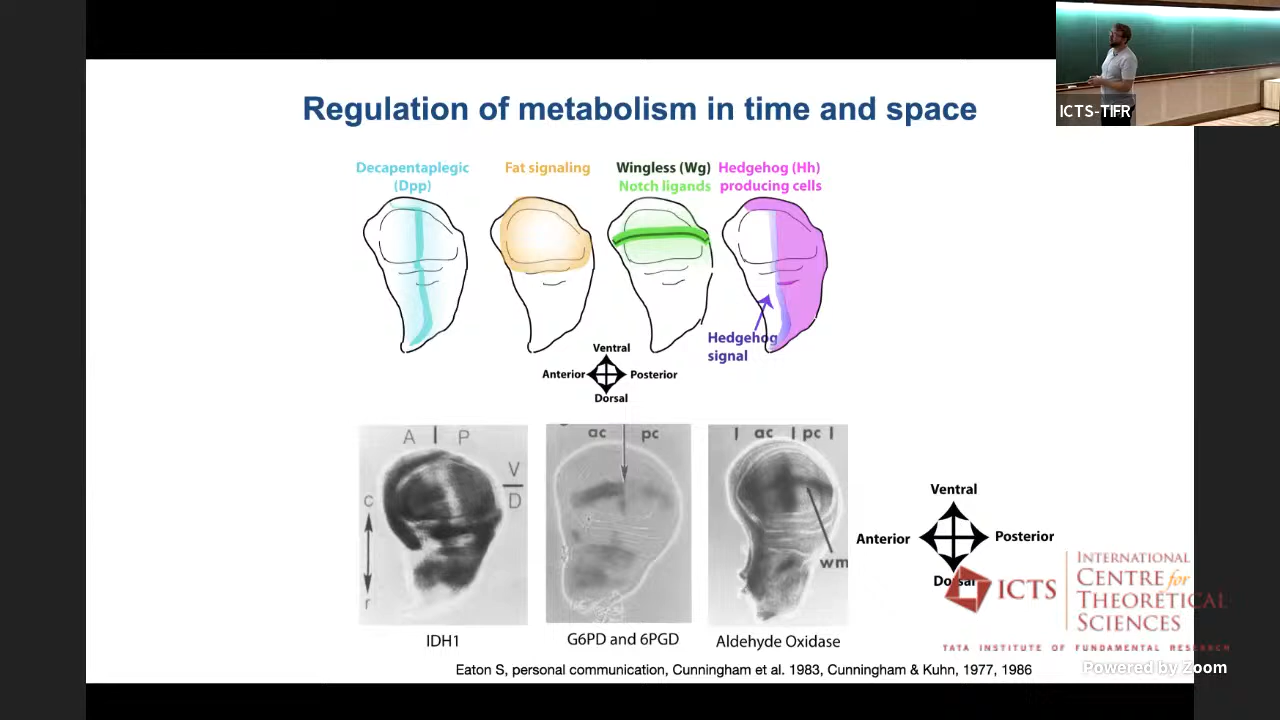 ICTS-TIFR
Regulation of metabolism in time and space
Decapentaplegic
(Dpp)
Fat signaling
Wingless (Wg)
Notch ligands
Hedgehog (Hh)
producing cells
Hedgehog
signal
Ventral
Anterior
Posterior
Dorsal
A | P
V
D
c
r
ac
pc
ac
pc
wm
IDH1
G6PD and 6PGD
Aldehyde Oxidase
Ventral
Anterior
Posterior
Dorsal
ICTS
INTERNATIONAL
CENTRE for
THEORETICAL
SCIENCES
TATA INSTITUTE OF FUNDAMENTAL RESEARCH
Eaton S, personal communication, Cunningham et al. 1983, Cunningham & Kuhn, 1977, 1986
Powered by Zoom